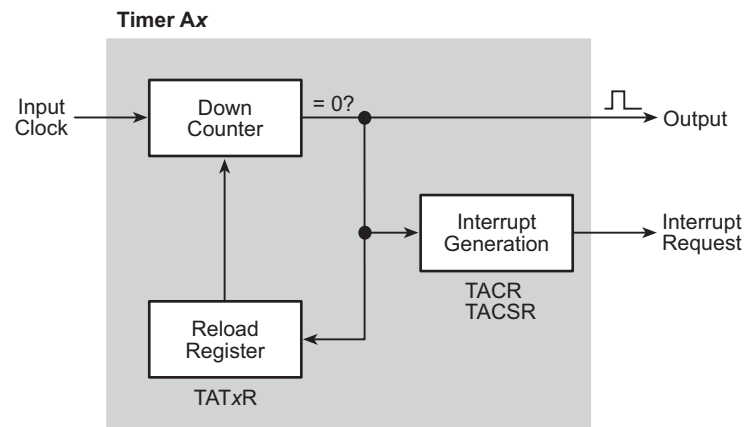 Timer Ax
Input
Clock
Down
Counter
= 0?
Output
Interrupt
Generation
Interrupt
Request
TACR
TACSR
Reload
Register
TATxR